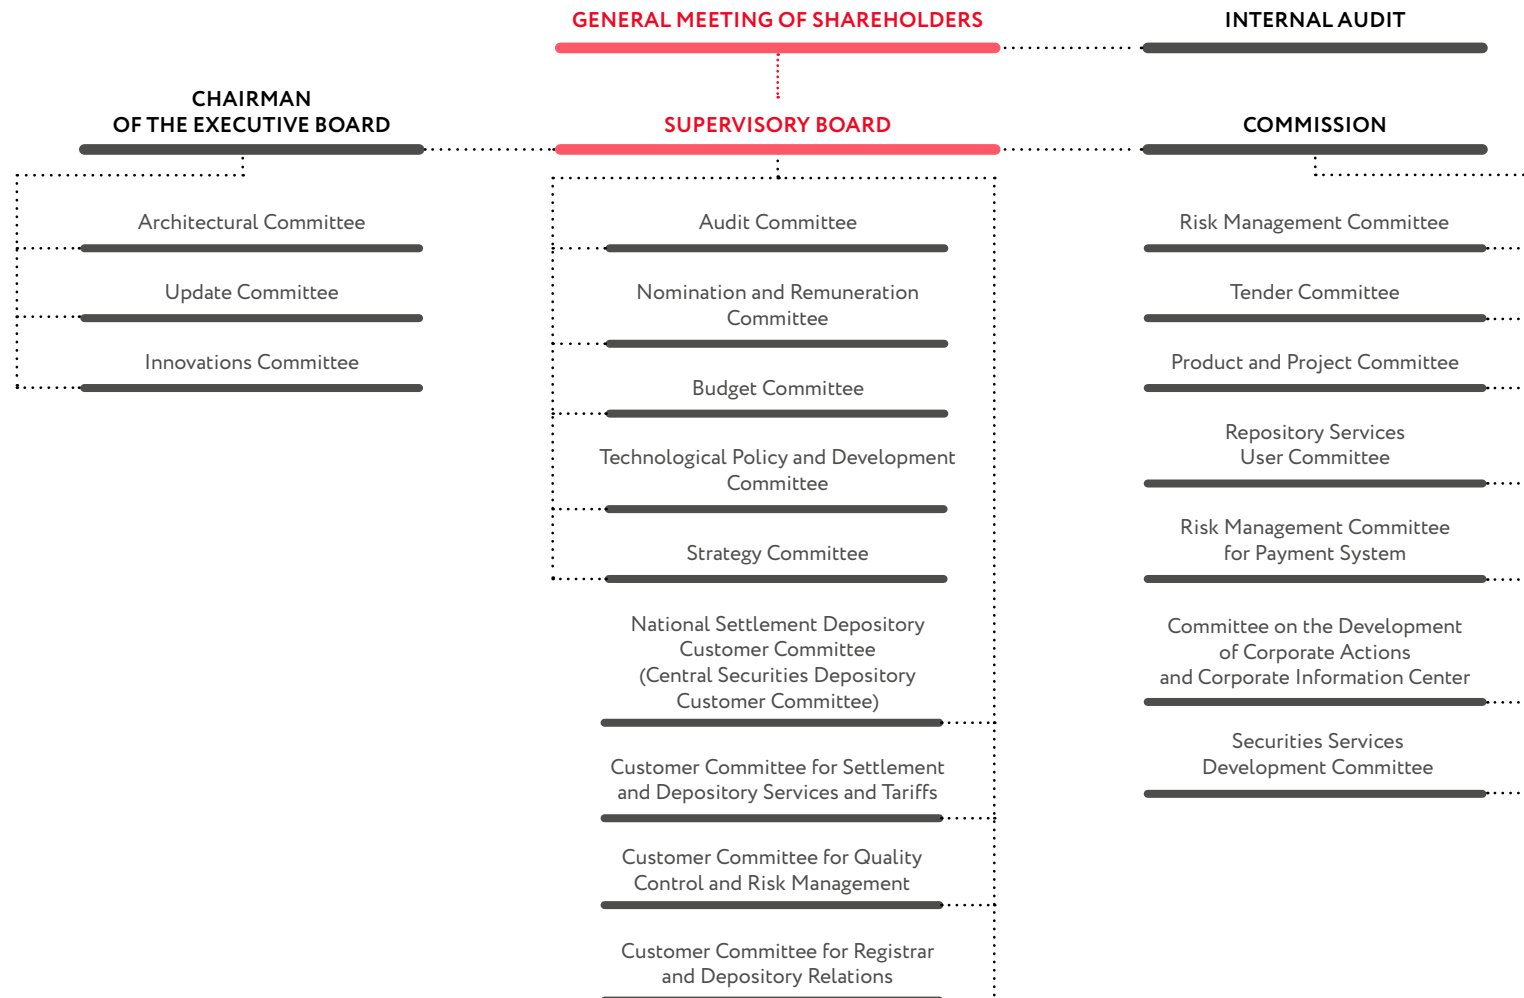 GENERAL MEETING OF SHAREHOLDERS
INTERNAL AUDIT
CHAIRMAN
OF THE EXECUTIVE BOARD
SUPERVISORY BOARD
COMMISSION
Architectural Committee
Update Committee
Innovations Committee
Audit Committee
Nomination and Remuneration
Committee
Budget Committee
Technological Policy and Development
Committee
Strategy Committee
National Settlement Depository
Customer Committee
(Central Securities Depository
Customer Committee)
Customer Committee for Settlement
and Depository Services and Tariffs
Customer Committee for Quality
Control and Risk Management
Customer Committee for Registrar
and Depository Relations
Risk Management Committee
Tender Committee
Product and Project Committee
Repository Services
User Committee
Risk Management Committee
for Payment System
Committee on the Development
of Corporate Actions
and Corporate Information Center
Securities Services
Development Committee